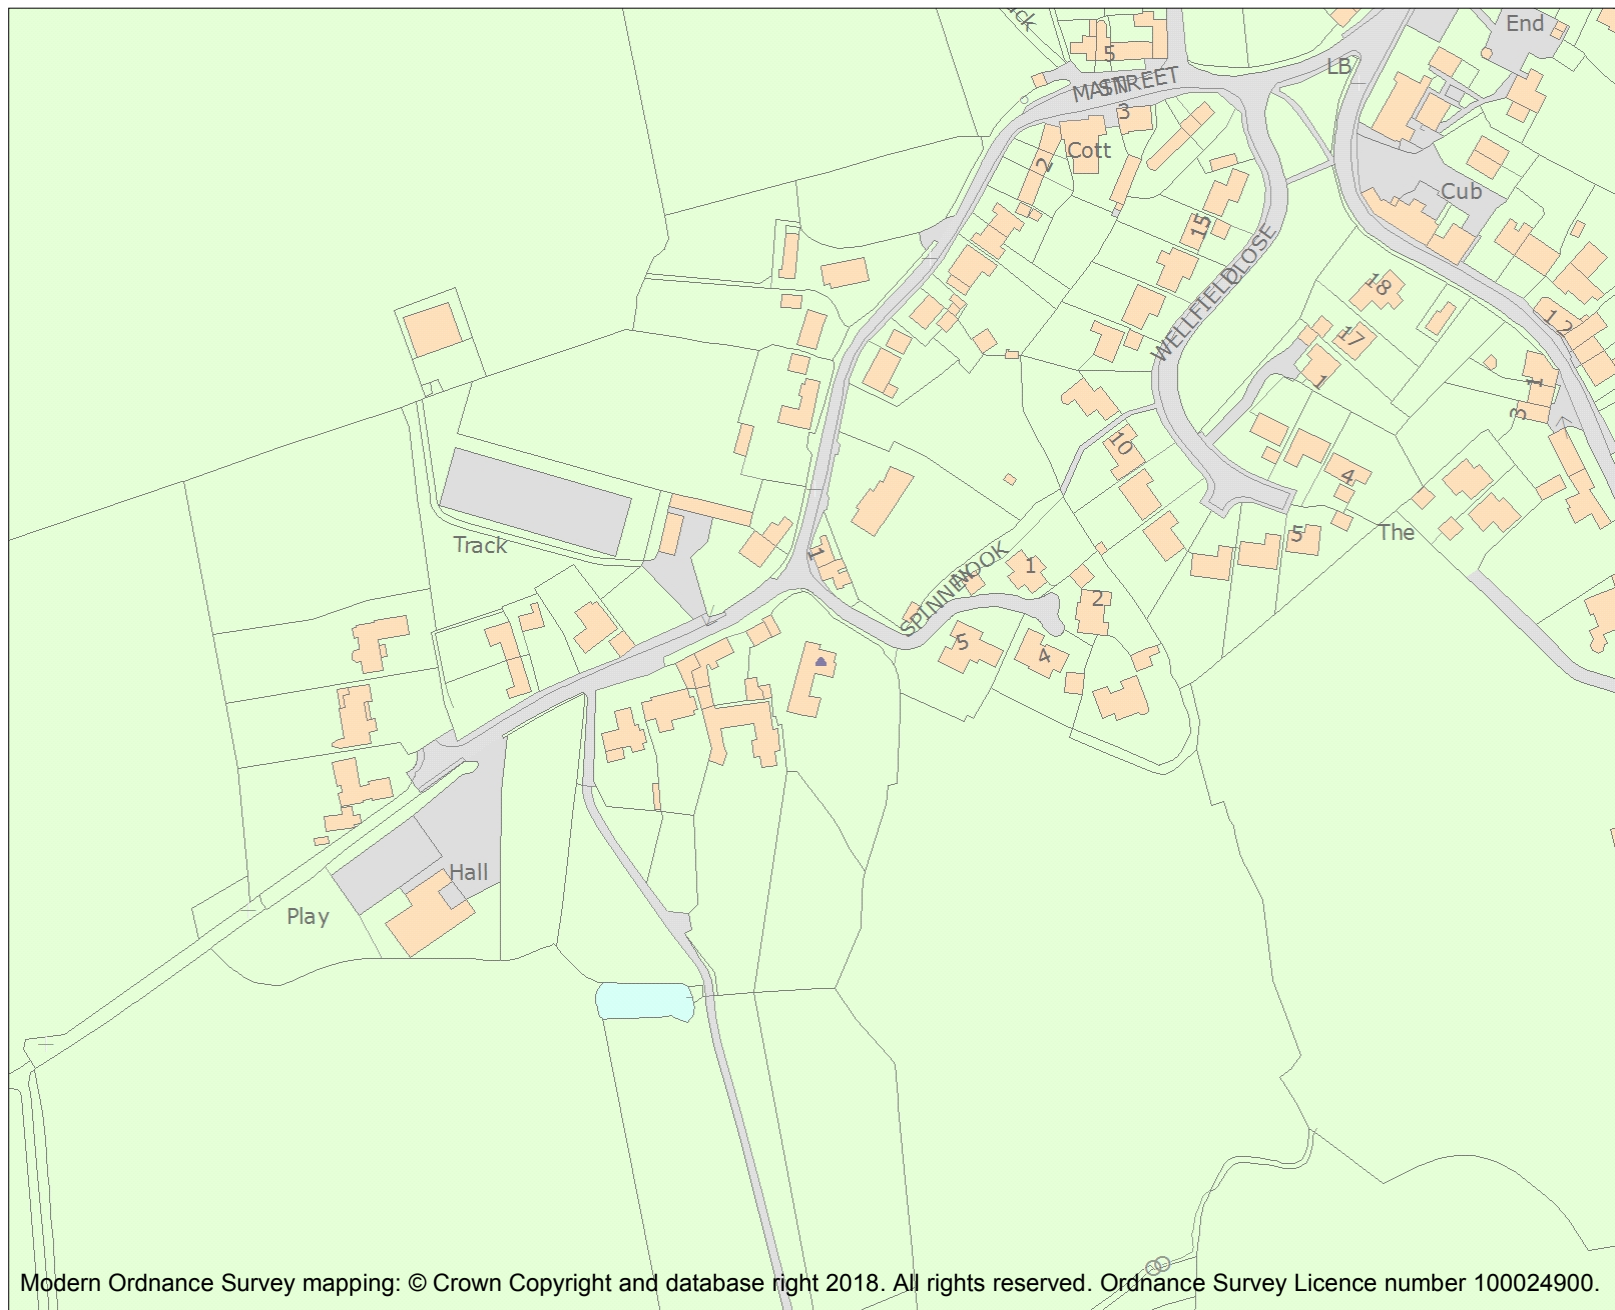 End
5
LB
MAIN STREET
3
Cott
2
Cub
15
WELLFIELD CLOSE
18
12
17
1
1
3
10
4
5
The
Track
1
SPINNEY NOOK
1
2
5
4
Hall
Play
Modern Ordnance Survey mapping: © Crown Copyright and database right 2018. All rights reserved. Ordnance Survey Licence number 100024900.